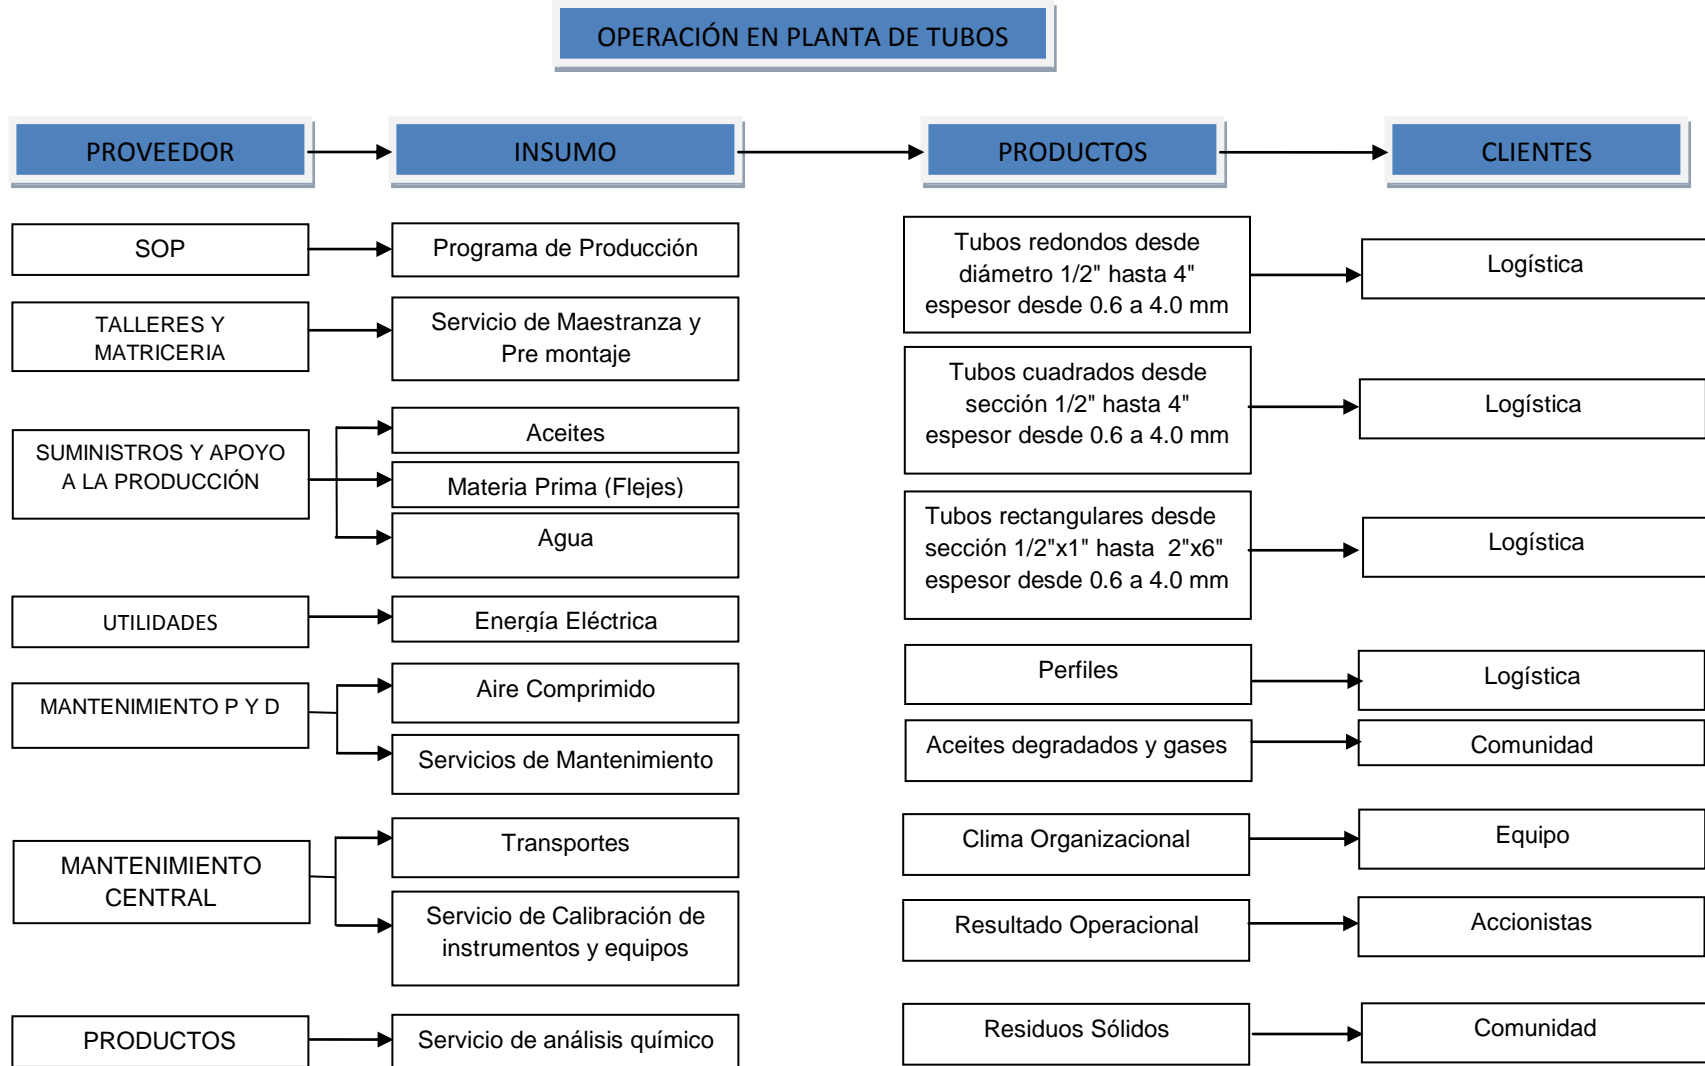 OPERACIÓN EN PLANTA DE TUBOS
PROVEEDOR
INSUMO
PRODUCTOS
CLIENTES
SOP
Programa de Producción
TALLERES Y
MATRICERIA
Servicio de Maestranza y
Pre montaje
SUMINISTROS Y APOYO
A LA PRODUCCIÓN
Aceites
Materia Prima (Flejes)
Agua
UTILIDADES
Energía Eléctrica
MANTENIMIENTO P Y D
Aire Comprimido
Servicios de Mantenimiento
MANTENIMIENTO
CENTRAL
Transportes
Servicio de Calibración de
instrumentos y equipos
PRODUCTOS
Servicio de análisis químico
Tubos redondos desde
diámetro 1/2" hasta 4"
espesor desde 0.6 a 4.0 mm
Logística
Tubos cuadrados desde
sección 1/2" hasta 4"
espesor desde 0.6 a 4.0 mm
Logística
Tubos rectangulares desde
sección 1/2"x1" hasta 2"x6"
espesor desde 0.6 a 4.0 mm
Logística
Perfiles
Logística
Aceites degradados y gases
Comunidad
Clima Organizacional
Equipo
Resultado Operacional
Accionistas
Residuos Sólidos
Comunidad